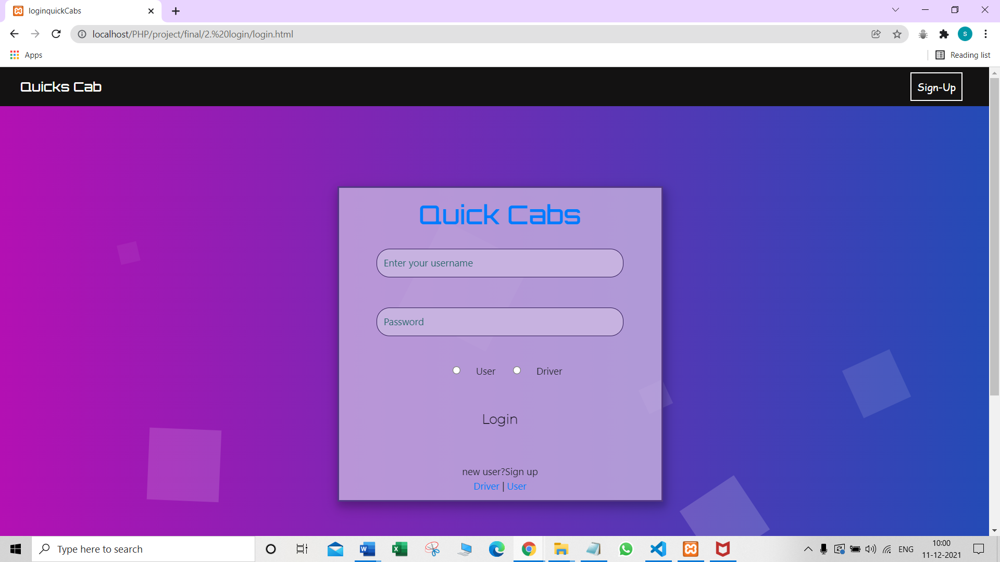 loginquickCabs
localhost/PHP/project/final/2.%20login/login.html
S
Apps
Reading list
Quicks Cab
Sign-Up
Quick Cabs
Enter your username
Password
User
Driver
Login
new user?Sign up
Driver | User
Type here to search
ENG
10:00
11-12-2021